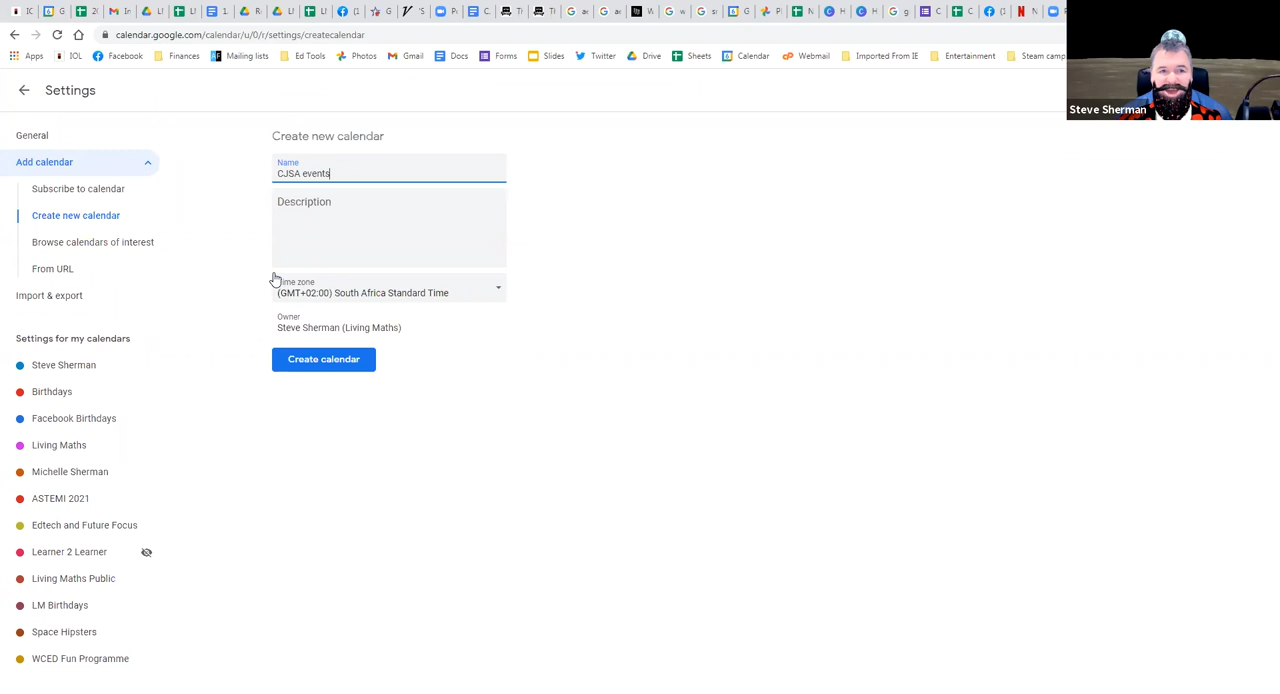 calendar.google.com/calendar/u/0/r/settings/createcalendar
Apps IOL Facebook Finances Mailing lists Ed Tools Photos Gmail Docs Forms Slides Twitter Drive Sheets Calendar Webmail Imported From IE Entertainment Steam camp
Steve Sherman
Settings
General
Add calendar
Subscribe to calendar
Create new calendar
Browse calendars of interest
From URL
Import & export
Settings for my calendars
Steve Sherman
Birthdays
Facebook Birthdays
Living Maths
Michelle Sherman
ASTEMI 2021
Edtech and Future Focus
Learner 2 Learner
Living Maths Public
LM Birthdays
Space Hipsters
WCED Fun Programme
Create new calendar
Name
CJSA events
Description
Time zone
(GMT+02:00) South Africa Standard Time
Owner
Steve Sherman (Living Maths)
Create calendar